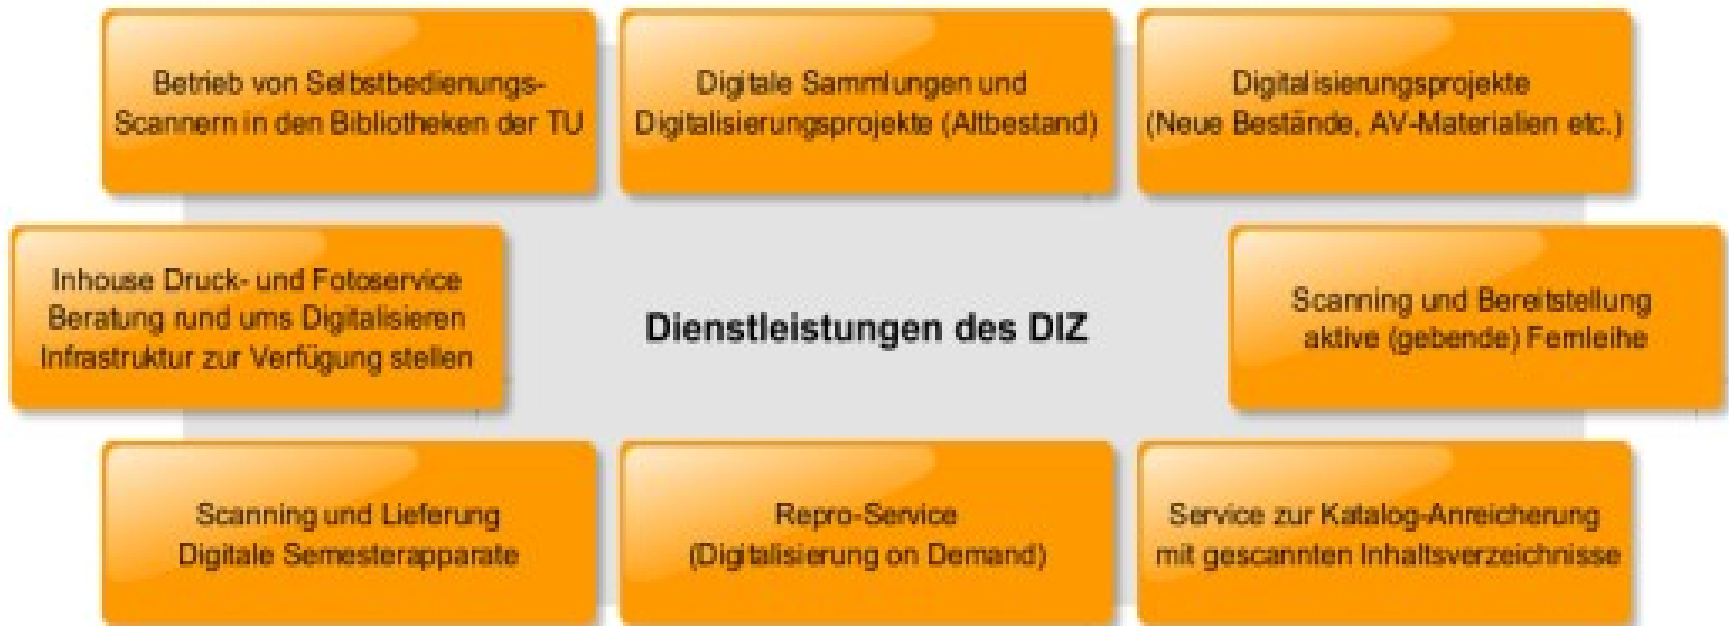 Betrieb von Selbstbedienungs-
Scannern in den Bibliotheken der TU
Digitale Sammlungen und
Digitalisierungsprojekte (Altbestand)
Digitalisierungsprojekte
(Neue Bestände, AV-Materialien etc.)
Inhouse Druck- und Fotoservice
Beratung rund ums Digitalisieren
Infrastruktur zur Verfügung stellen
Dienstleistungen des DIZ
Scanning und Bereitstellung
aktive (gebende) Fernleihe
Scanning und Lieferung
Digitale Semesterapparate
Repro-Service
(Digitalisierung on Demand)
Service zur Katalog-Anreicherung
mit gescannten Inhaltsverzeichnisse